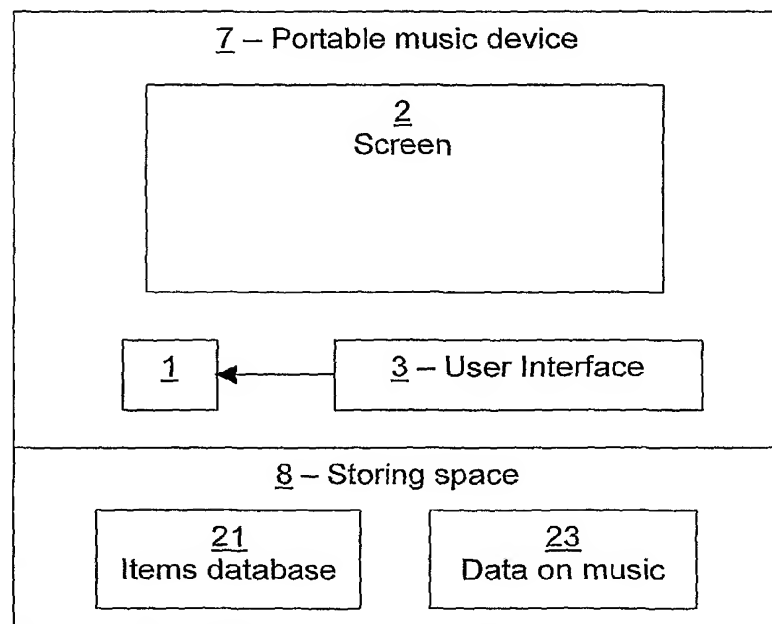 7 – Portable music device
2
Screen
1
3 – User Interface
8 – Storing space
21
Items database
23
Data on music